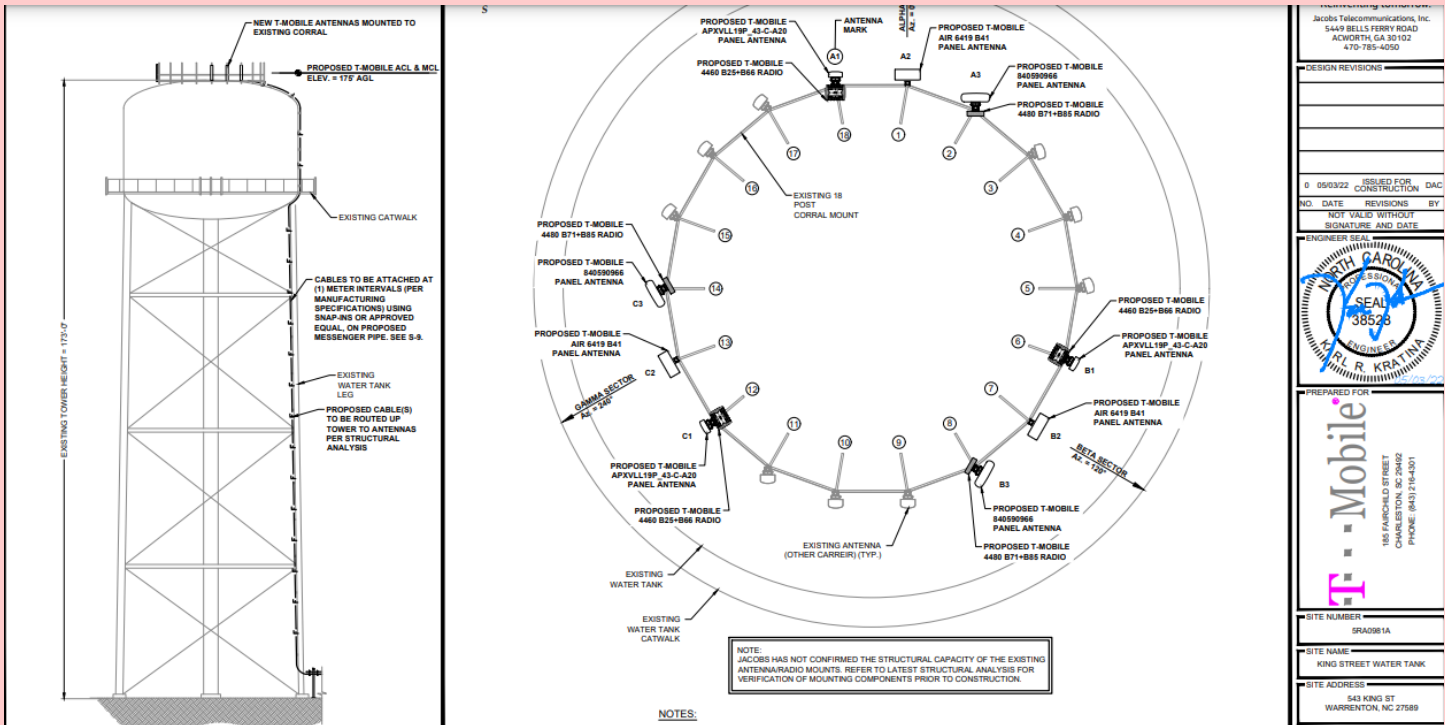 NEW T-MOBILE ANTENNAS MOUNTED TO
EXISTING CORRAL
PROPOSED T-MOBILE ACL & MCL
ELEV. = 175' AGL
EXISTING CATWALK
CABLES TO BE ATTACHED AT
(1) METER INTERVALS (PER
MANUFACTURING
SPECIFICATIONS) USING
SNAP-INS OR APPROVED
EQUAL, ON PROPOSED
MESSENGER PIPE. SEE S-9.
EXISTING
WATER TANK
LEG
PROPOSED CABLE(S)
TO BE ROUTED UP
TOWER TO ANTENNAS
PER STRUCTURAL
ANALYSIS
EXISTING TOWER HEIGHT = 173'-0"
S
PROPOSED T-MOBILE
APXVLL19P_43-C-A20
PANEL ANTENNA
ANTENNA
MARK
A1
PROPOSED T-MOBILE
4460 B25+B66 RADIO
A2
PROPOSED T-MOBILE
AIR 6419 B41
PANEL ANTENNA
A3
PROPOSED T-MOBILE
840590966
PANEL ANTENNA
PROPOSED T-MOBILE
4480 B71+B85 RADIO
18
1
17
2
16
3
EXISTING 18
POST
CORRAL MOUNT
15
4
PROPOSED T-MOBILE
4480 B71+B85 RADIO
PROPOSED T-MOBILE
840590966
PANEL ANTENNA
C3
14
5
PROPOSED T-MOBILE
4460 B25+B66 RADIO
PROPOSED T-MOBILE
AIR 6419 B41
PANEL ANTENNA
C2
13
6
PROPOSED T-MOBILE
APXVLL19P_43-C-A20
PANEL ANTENNA
B1
GAMMA SECTOR
Az. = 240°
12
7
PROPOSED T-MOBILE
AIR 6419 B41
PANEL ANTENNA
B2
C1
11
10
9
8
BETA SECTOR
Az. = 120°
PROPOSED T-MOBILE
APXVLL19P_43-C-A20
PANEL ANTENNA
B3
PROPOSED T-MOBILE
4460 B25+B66 RADIO
PROPOSED T-MOBILE
840590966
PANEL ANTENNA
EXISTING ANTENNA
(OTHER CARREIR) (TYP.)
PROPOSED T-MOBILE
4480 B71+B85 RADIO
EXISTING
WATER TANK
EXISTING
WATER TANK
CATWALK
NOTE:
JACOBS HAS NOT CONFIRMED THE STRUCTURAL CAPACITY OF THE EXISTING
ANTENNA/RADIO MOUNTS. REFER TO LATEST STRUCTURAL ANALYSIS FOR
VERIFICATION OF MOUNTING COMPONENTS PRIOR TO CONSTRUCTION.
NOTES:
Reinventing tomorrow.
Jacobs Telecommunications, Inc.
5449 BELLS FERRY ROAD
ACWORTH, GA 30102
470-785-4050
DESIGN REVISIONS
0 05/03/22 ISSUED FOR CONSTRUCTION DAC
NO. DATE REVISIONS BY
NOT VALID WITHOUT
SIGNATURE AND DATE
ENGINEER SEAL
NORTH CAROLINA
PROFESSIONAL
SEAL
38523
ENGINEER
KARL R. KRATINA
PREPARED FOR
T Mobile
185 FAIRCHILD STREET
CHARLESTON, SC 29492
PHONE: (843) 216-4301
SITE NUMBER
5RA0981A
SITE NAME
KING STREET WATER TANK
SITE ADDRESS
543 KING ST
WARRENTON, NC 27589